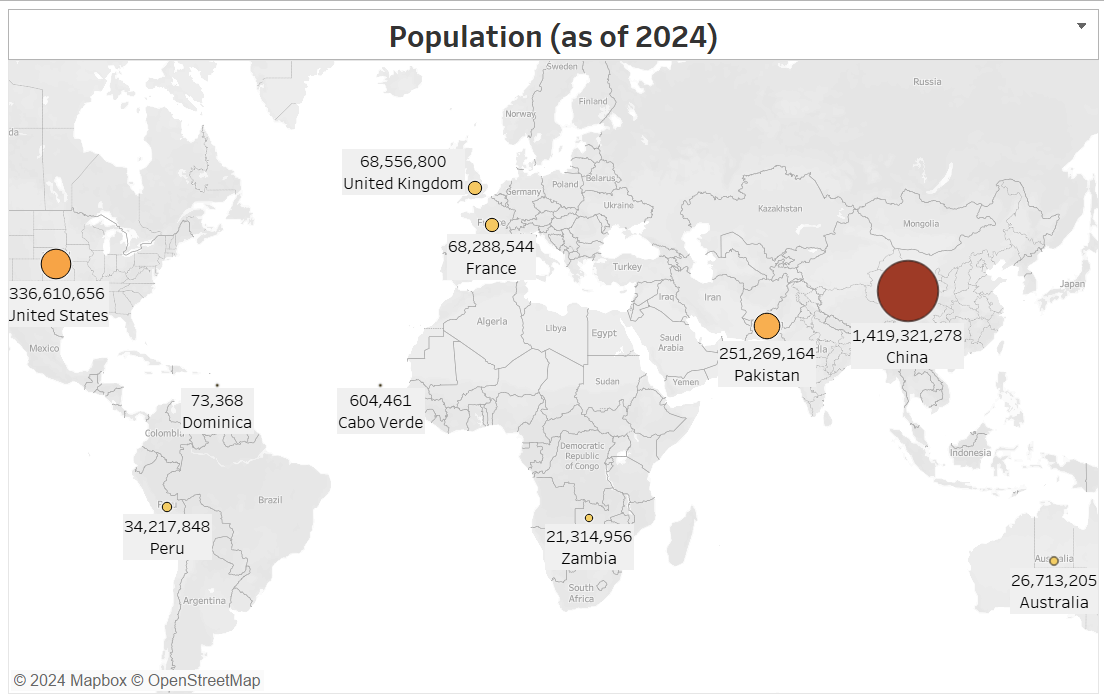 Population (as of 2024)
Sweden
Russia
Finland
Norway
da
68,556,800
United Kingdom
Germany
Poland
Belarus
Ukraine
Kazakhstan
Mongolia
68,288,544
France
336,610,656
United States
Turkey
Iraq
Iran
Japan
Algeria
Libya
Egypt
Saudi
Arabia
1,419,321,278
China
251,269,164
Pakistan
Mexico
Sudan
Yemen
73,368
Dominica
604,461
Cabo Verde
Colombia
Democratic
Republic
of Congo
Indonesia
Brazil
34,217,848
Peru
21,314,956
Zambia
Australia
26,713,205
Australia
South
Africa
Argentina
© 2024 Mapbox © OpenStreetMap